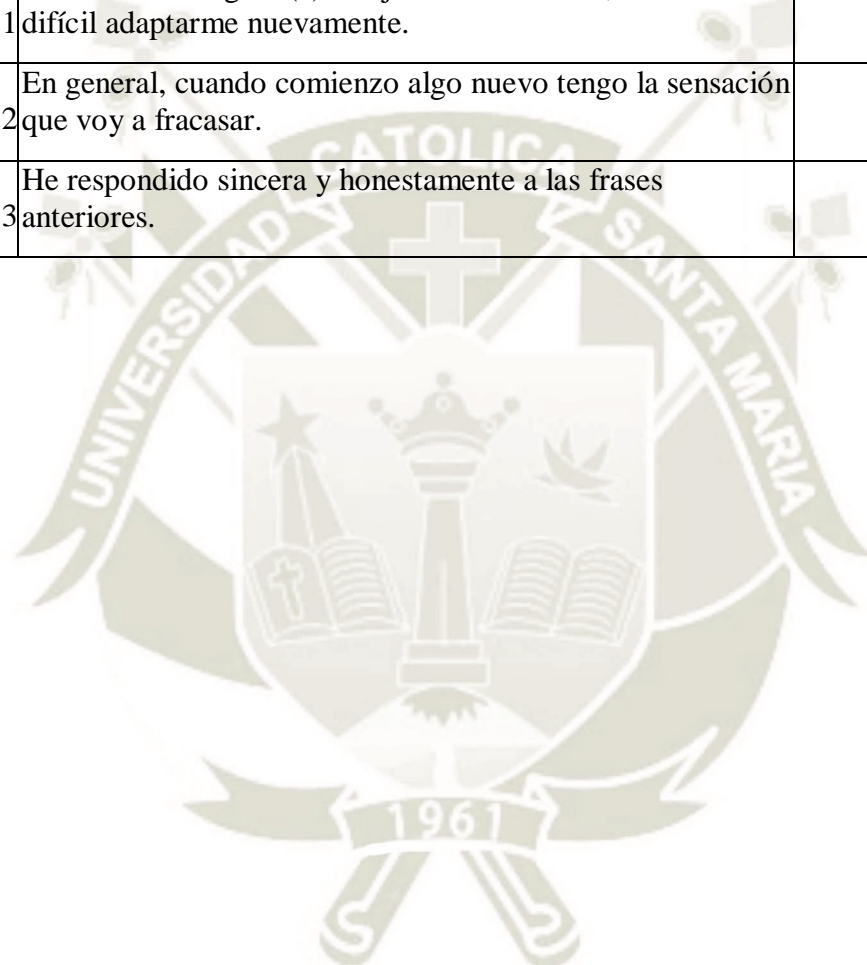 1 difícil adaptarme nuevamente.
En general, cuando comienzo algo nuevo tengo la sensación
2 que voy a fracasar.
He respondido sincera y honestamente a las frases
3 anteriores.
UNIVERSIDAD CATOLICA SANTA MARIA
1961